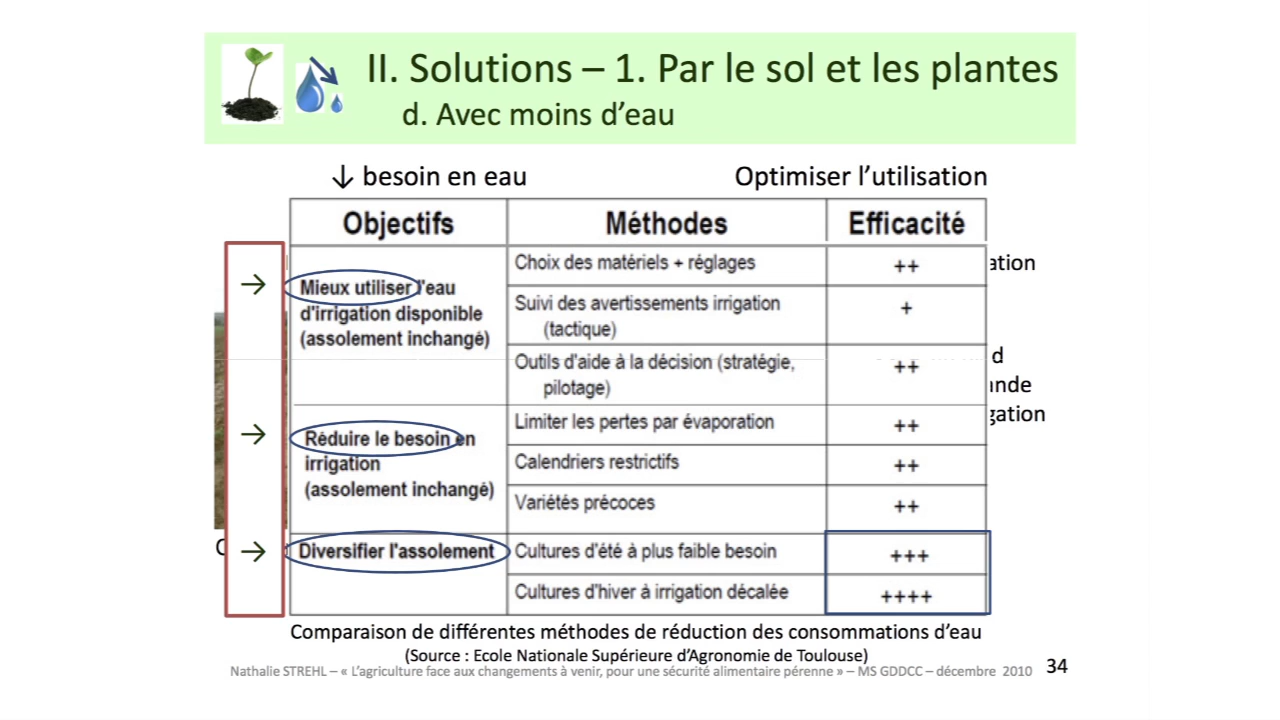 II. Solutions – 1. Par le sol et les plantes
d. Avec moins d'eau
↓ besoin en eau
Optimiser l'utilisation
Objectifs
Méthodes
Efficacité
→
Mieux utiliser l'eau
d'irrigation disponible
(assolement inchangé)
Choix des matériels + réglages
++
Suivi des avertissements irrigation
(tactique)
+
Outils d'aide à la décision (stratégie,
pilotage)
++
→
Réduire le besoin en
irrigation
(assolement inchangé)
Limiter les pertes par évaporation
++
Calendriers restrictifs
++
Variétés précoces
++
→
Diversifier l'assolement
Cultures d'été à plus faible besoin
+++
Cultures d'hiver à irrigation décalée
++++
Comparaison de différentes méthodes de réduction des consommations d'eau
(Source : Ecole Nationale Supérieure d'Agronomie de Toulouse)
Nathalie STREHL – « L'agriculture face aux changements à venir, pour une sécurité alimentaire pérenne » – MS GDDCC – décembre 2010
34